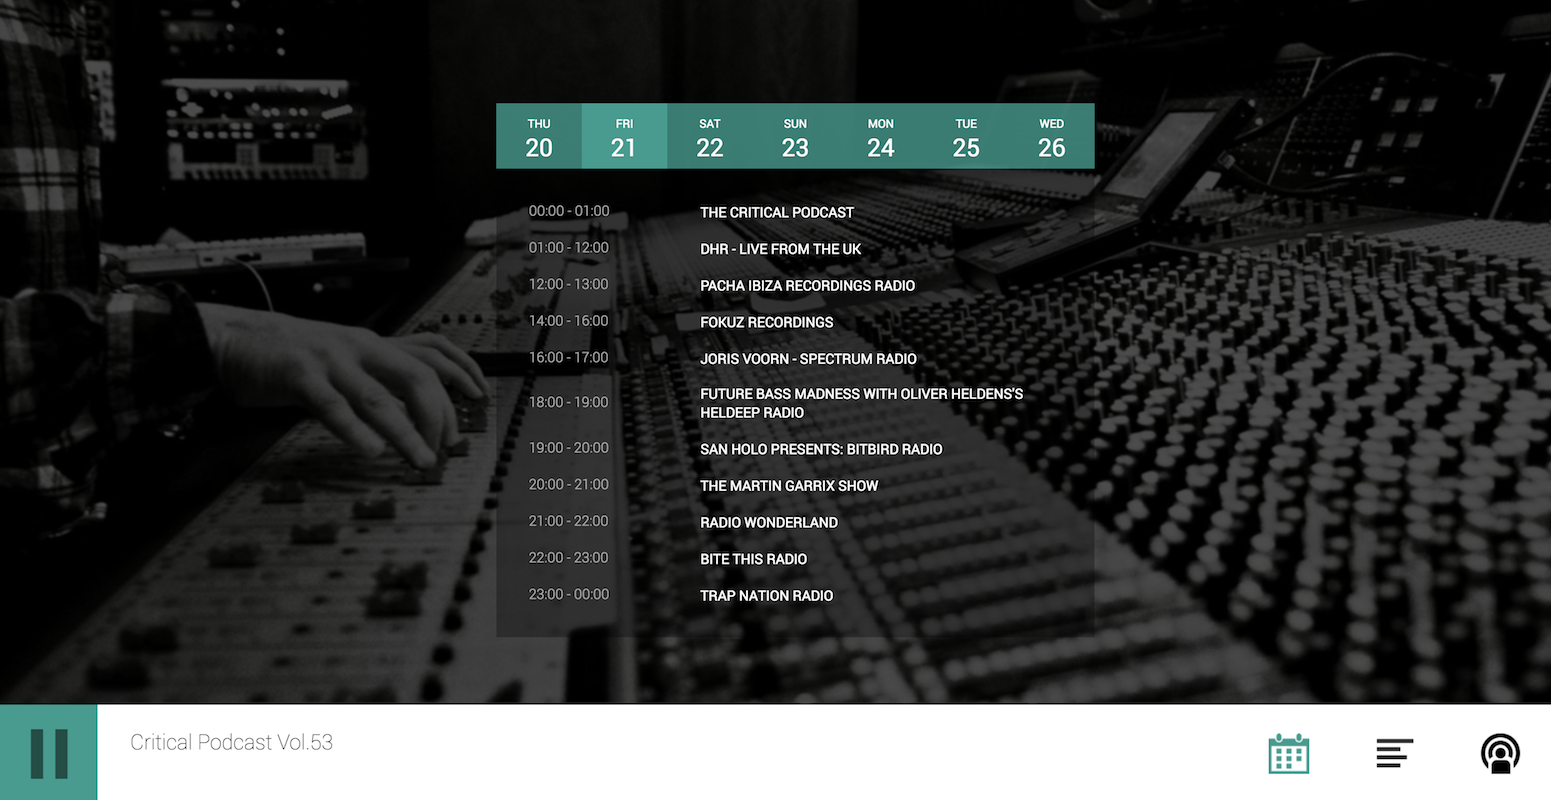 THU FRI SAT SUN MON TUE WED
20 21 22 23 24 25 26
00:00 - 01:00 THE CRITICAL PODCAST
01:00 - 12:00 DHR - LIVE FROM THE UK
12:00 - 13:00 PACHA IBIZA RECORDINGS RADIO
14:00 - 16:00 FOKUZ RECORDINGS
16:00 - 17:00 JORIS VOORN - SPECTRUM RADIO
18:00 - 19:00 FUTURE BASS MADNESS WITH OLIVER HELDENS'S
HELDEEP RADIO
19:00 - 20:00 SAN HOLO PRESENTS: BITBIRD RADIO
20:00 - 21:00 THE MARTIN GARRIX SHOW
21:00 - 22:00 RADIO WONDERLAND
22:00 - 23:00 BITE THIS RADIO
23:00 - 00:00 TRAP NATION RADIO
Critical Podcast Vol.53